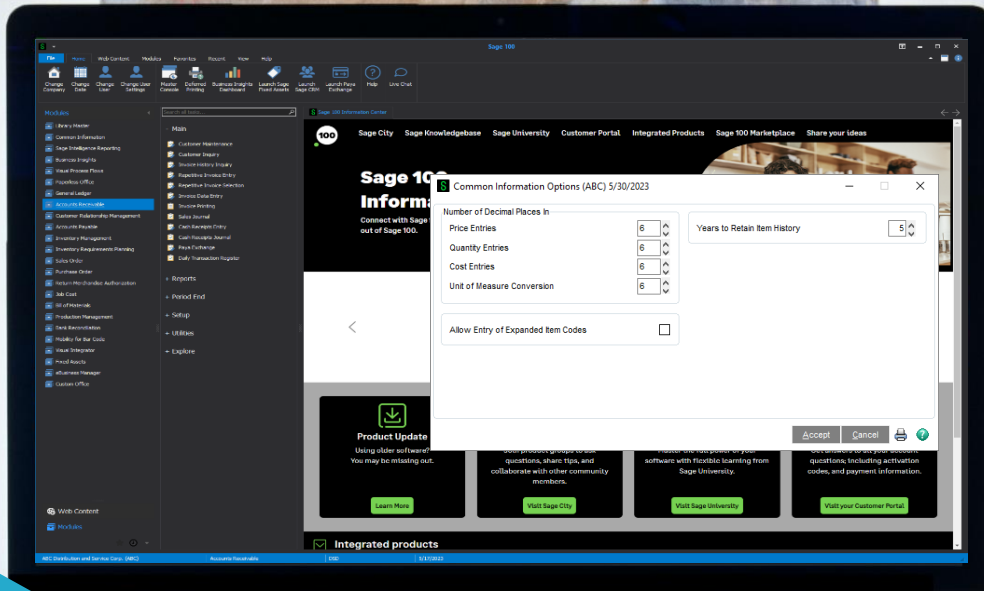 Sage 100
File Home Web Content Modules Favorites Recent View Help
Change Company
Change Date
Change User
Change User Settings
Master Console
Deferred Printing
Business Insights Dashboard
Launch Sage Fixed Assets
Launch Sage CRM
Launch Paya Exchange
Help
Live Chat
Modules
Library Master
Common Information
Sage Intelligence Reporting
Business Insights
Visual Process Flows
Paperless Office
General Ledger
Accounts Receivable
Customer Relationship Management
Accounts Payable
Inventory Management
Inventory Requirements Planning
Sales Order
Purchase Order
Return Merchandise Authorization
Job Cost
Bill of Materials
Production Management
Bank Reconciliation
Mobility for Bar Code
Visual Integrator
Fixed Assets
eBusiness Manager
Custom Office
Web Content
Modules
Search all tasks...
Main
Customer Maintenance
Customer Inquiry
Invoice History Inquiry
Repetitive Invoice Entry
Repetitive Invoice Selection
Invoice Data Entry
Invoice Printing
Sales Journal
Cash Receipts Entry
Cash Receipts Journal
Paya Exchange
Daily Transaction Register
+ Reports
+ Period End
+ Setup
+ Utilities
+ Explore
Sage 100 Information Center
100 Sage City Sage Knowledgebase Sage University Customer Portal Integrated Products Sage 100 Marketplace Share your ideas
Sage 10
Inform
Connect with Sage
out of Sage 100.
Common Information Options (ABC) 5/30/2023
Number of Decimal Places In
Price Entries 6
Quantity Entries 6
Cost Entries 6
Unit of Measure Conversion 6
Years to Retain Item History 5
Allow Entry of Expanded Item Codes
Accept Cancel
Product Update
Using older software?
You may be missing out.
Learn More
questions, share tips, and
collaborate with other community
members.
Visit Sage City
software with flexible learning from
Sage University.
Visit Sage University
questions; including activation
codes, and payment information.
Visit your Customer Portal
Integrated products
ABC Distribution and Service Corp. (ABC) Accounts Receivable DSD 5/17/2023